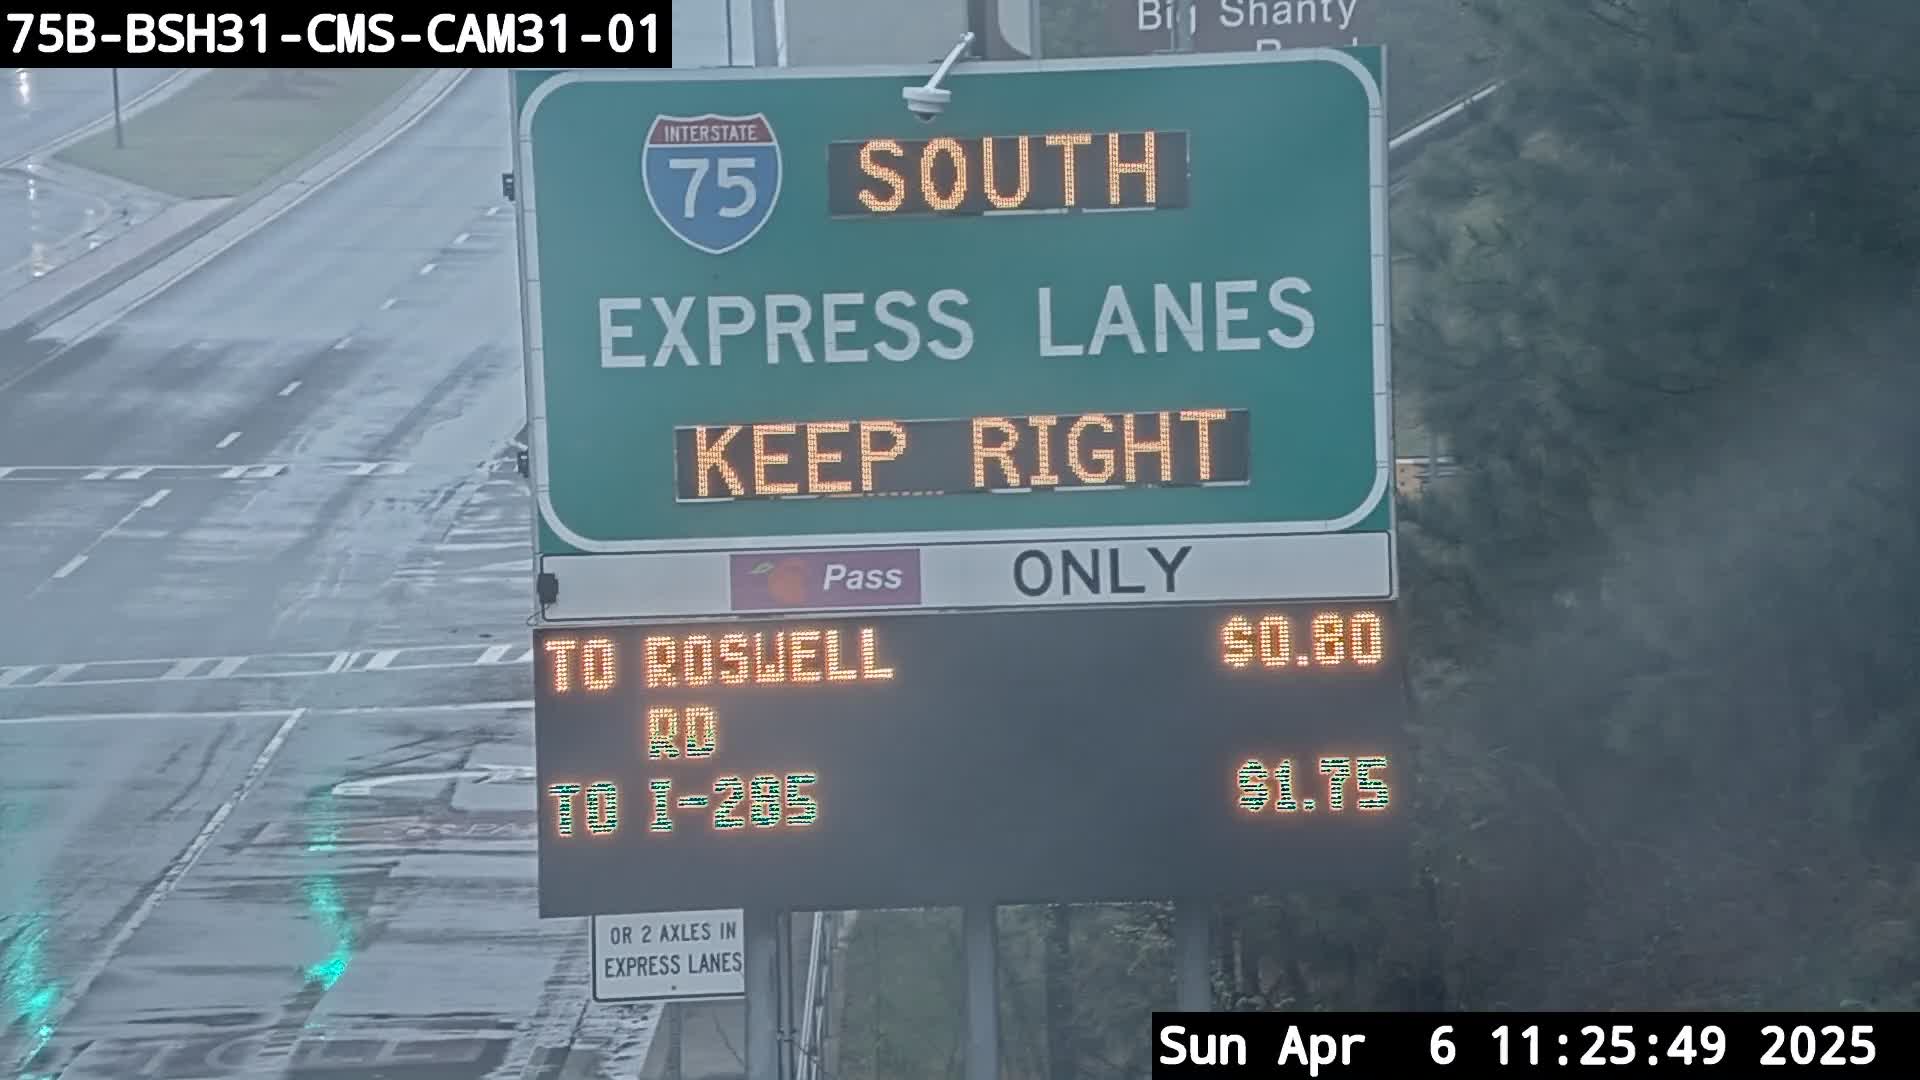 75B-BSH31-CMS-CAM31-01
Big Shanty
INTERSTATE
75
SOUTH
EXPRESS LANES
KEEP RIGHT
Pass ONLY
TO ROSWELL $0.80
RD
TO I-285 $1.75
OR 2 AXLES IN
EXPRESS LANES
Sun Apr 6 11:25:49 2025